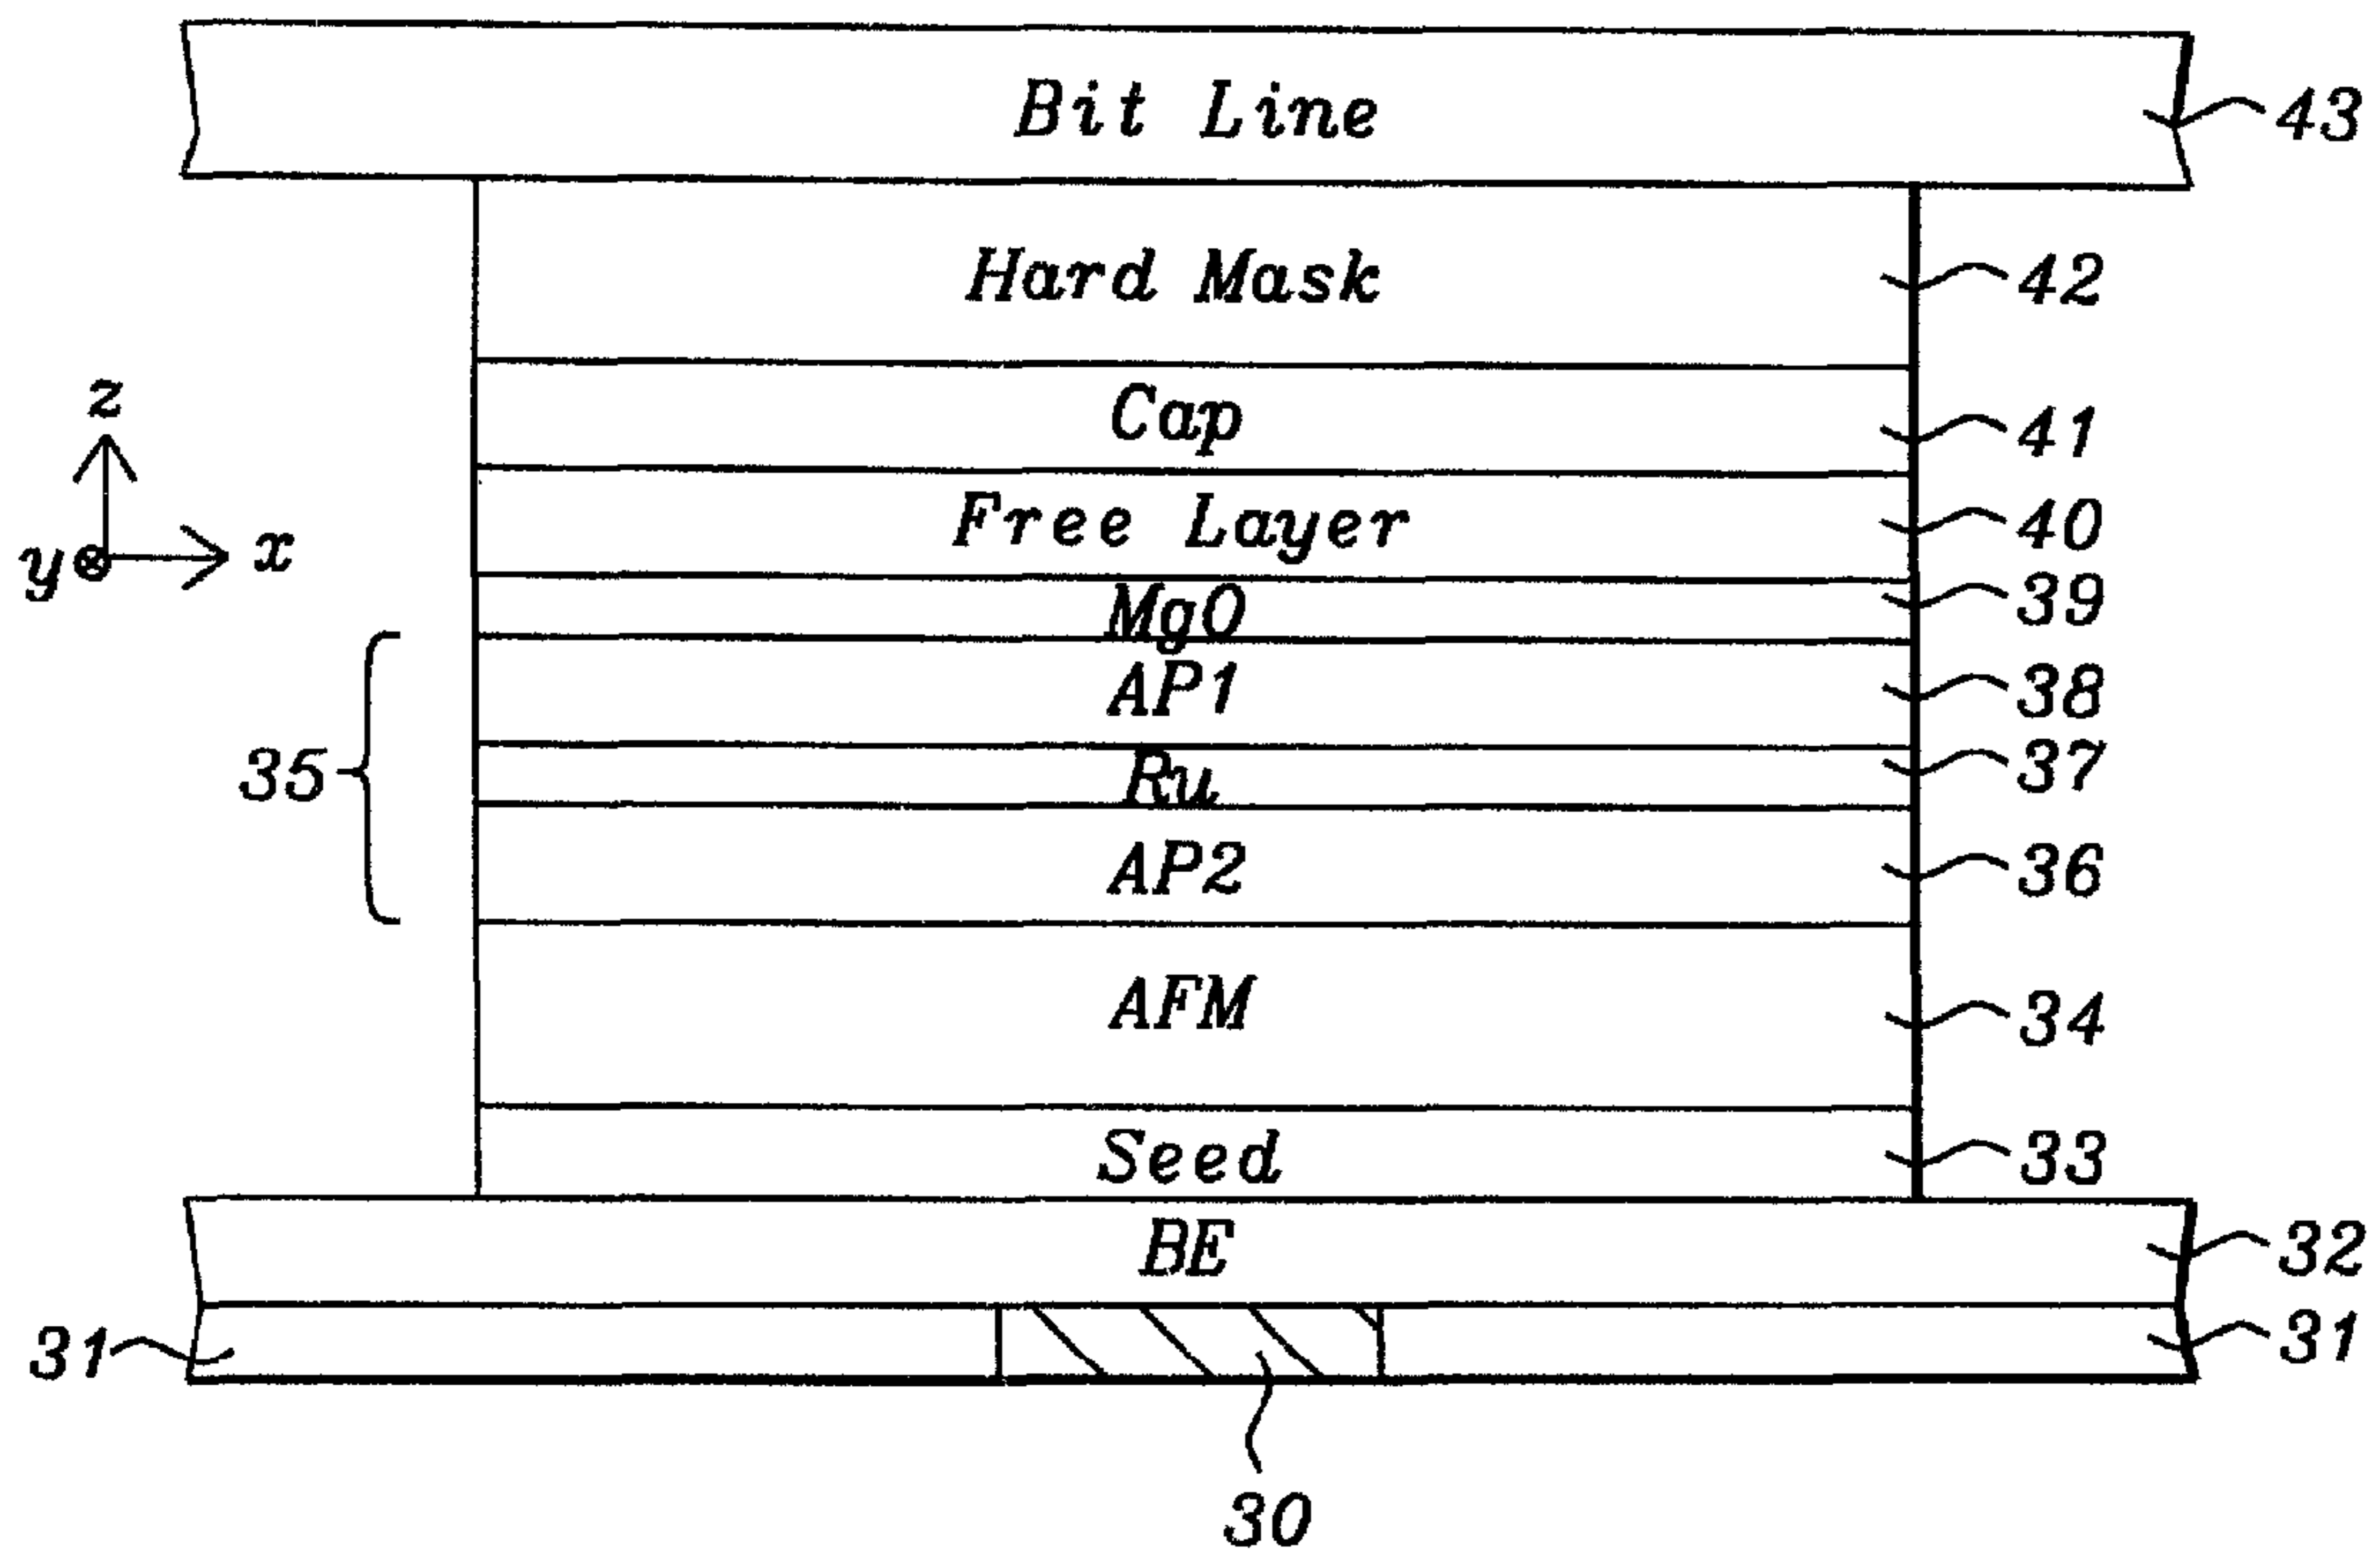 Bit Line 43
Hard Mask 42
z
Cap 41
Free Layer 40
y x
MgO 39
AP1 38
35 Ru 37
AP2 36
AFM 34
Seed 33
BE 32
31 31
30